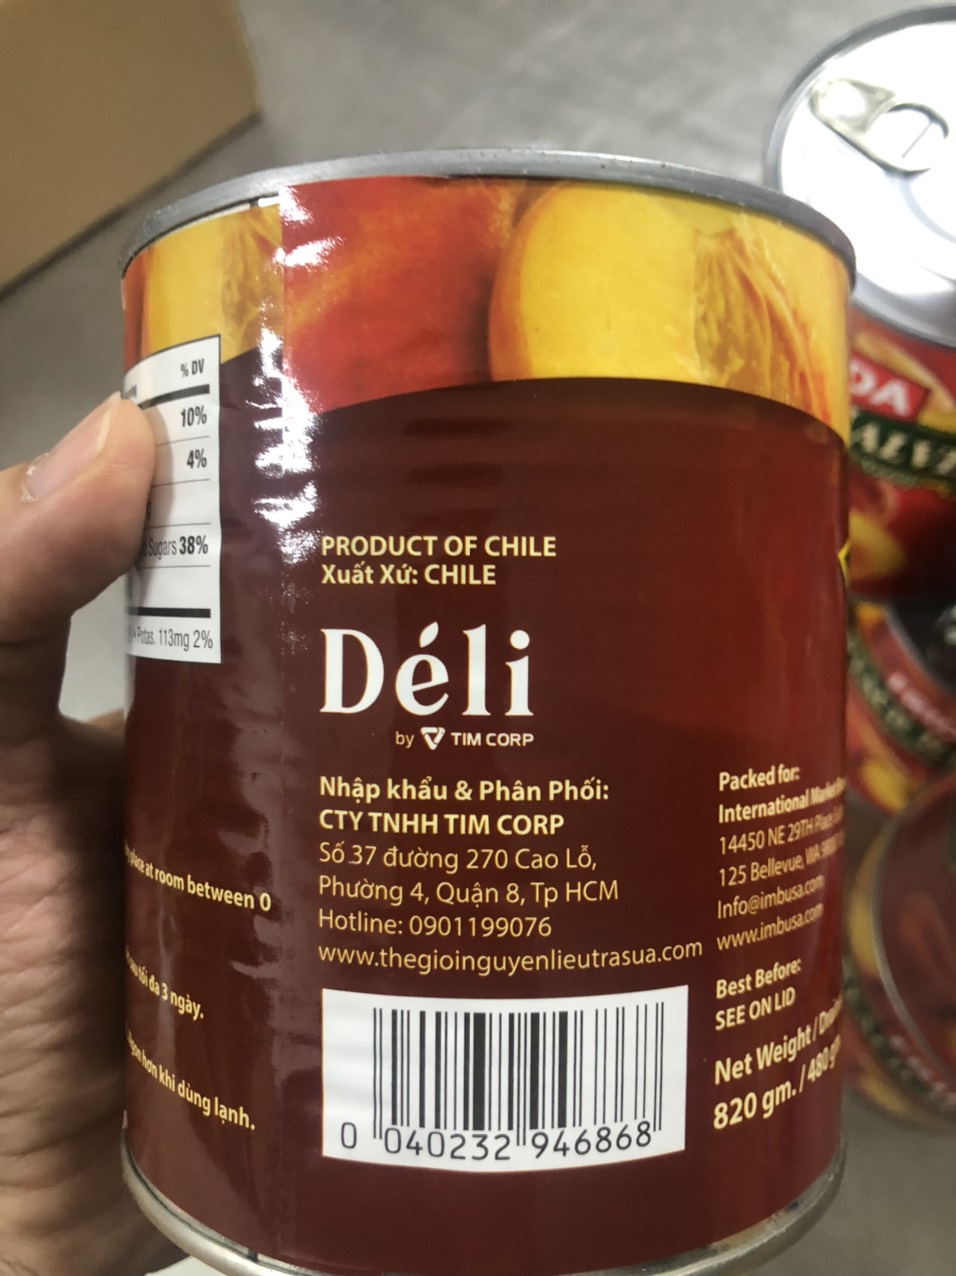 % DV
10%
4%
Sugars 38%
Potas. 113mg 2%
place at room between 0
tối đa 3 ngày.
hơn khi dùng lạnh.
PRODUCT OF CHILE
Xuất Xứ: CHILE
Déli
by TIM CORP
Nhập khẩu & Phân Phối:
CTY TNHH TIM CORP
Số 37 đường 270 Cao Lỗ,
Phường 4, Quận 8, Tp HCM
Hotline: 0901199076
www.thegioinguyenlieutrasua.com
0 040232 946868
Packed for:
International Market
14450 NE 29TH Place
125 Bellevue, WA
Info@imbusa.com
www.imbusa.com
Best Before:
SEE ON LID
Net Weight /
820 gm. / 480